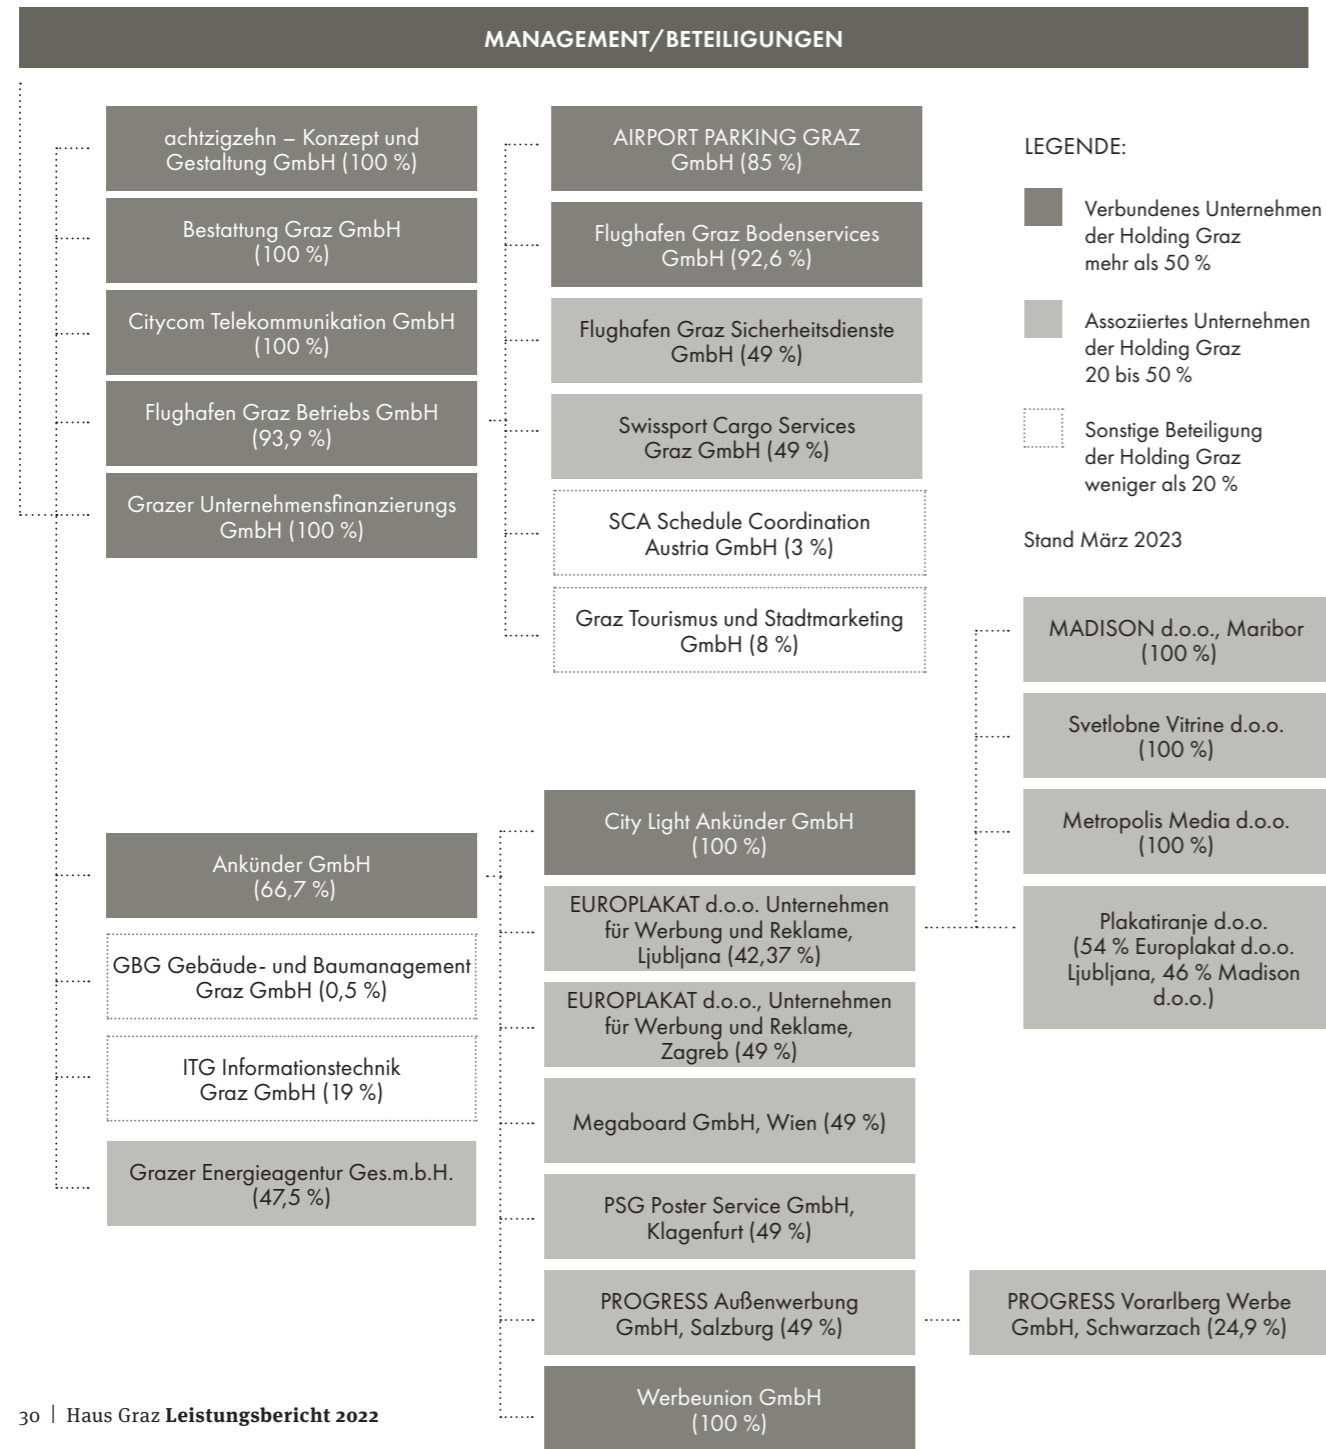 MANAGEMENT/BETEILIGUNGEN
achtzigzehn – Konzept und
Gestaltung GmbH (100 %)
Bestattung Graz GmbH
(100 %)
Citycom Telekommunikation GmbH
(100 %)
Flughafen Graz Betriebs GmbH
(93,9 %)
Grazer Unternehmensfinanzierungs
GmbH (100 %)
AIRPORT PARKING GRAZ
GmbH (85 %)
Flughafen Graz Bodenservices
GmbH (92,6 %)
Flughafen Graz Sicherheitsdienste
GmbH (49 %)
Swissport Cargo Services
Graz GmbH (49 %)
SCA Schedule Coordination
Austria GmbH (3 %)
Graz Tourismus und Stadtmarketing
GmbH (8 %)
LEGENDE:
Verbundenes Unternehmen
der Holding Graz
mehr als 50 %
Assoziiertes Unternehmen
der Holding Graz
20 bis 50 %
Sonstige Beteiligung
der Holding Graz
weniger als 20 %
Stand März 2023
Ankünder GmbH
(66,7 %)
GBG Gebäude- und Baumanagement
Graz GmbH (0,5 %)
ITG Informationstechnik
Graz GmbH (19 %)
Grazer Energieagentur Ges.m.b.H.
(47,5 %)
City Light Ankünder GmbH
(100 %)
EUROPLAKAT d.o.o. Unternehmen
für Werbung und Reklame,
Ljubljana (42,37 %)
EUROPLAKAT d.o.o., Unternehmen
für Werbung und Reklame,
Zagreb (49 %)
Megaboard GmbH, Wien (49 %)
PSG Poster Service GmbH,
Klagenfurt (49 %)
PROGRESS Außenwerbung
GmbH, Salzburg (49 %)
Werbeunion GmbH
(100 %)
MADISON d.o.o., Maribor
(100 %)
Svetlobne Vitrine d.o.o.
(100 %)
Metropolis Media d.o.o.
(100 %)
Plakatiranje d.o.o.
(54 % Europlakat d.o.o.
Ljubljana, 46 % Madison
d.o.o.)
PROGRESS Vorarlberg Werbe
GmbH, Schwarzach (24,9 %)
30 | Haus Graz Leistungsbericht 2022